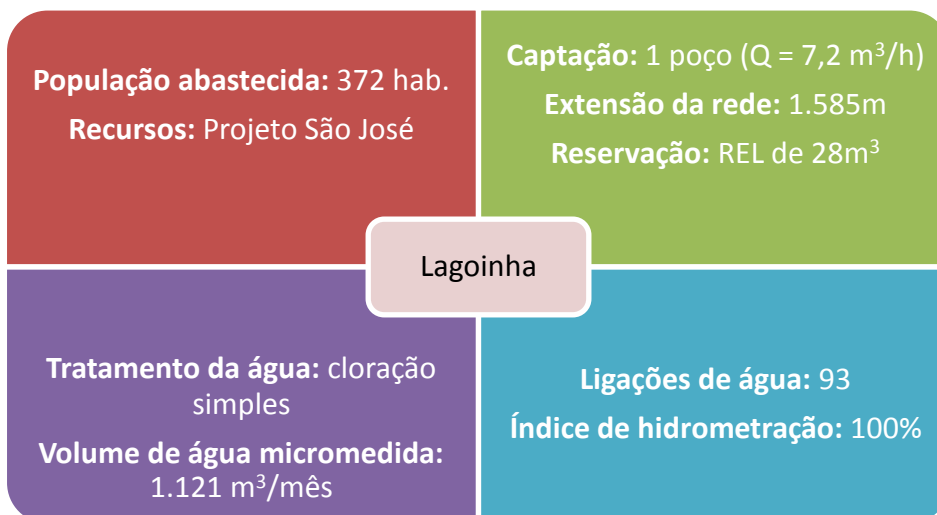 População abastecida: 372 hab.
Recursos: Projeto São José
Captação: 1 poço (Q = 7,2 m³/h)
Extensão da rede: 1.585m
Reservação: REL de 28m³
Lagoinha
Tratamento da água: cloração
simples
Volume de água micromedida:
1.121 m³/mês
Ligações de água: 93
Índice de hidrometração: 100%